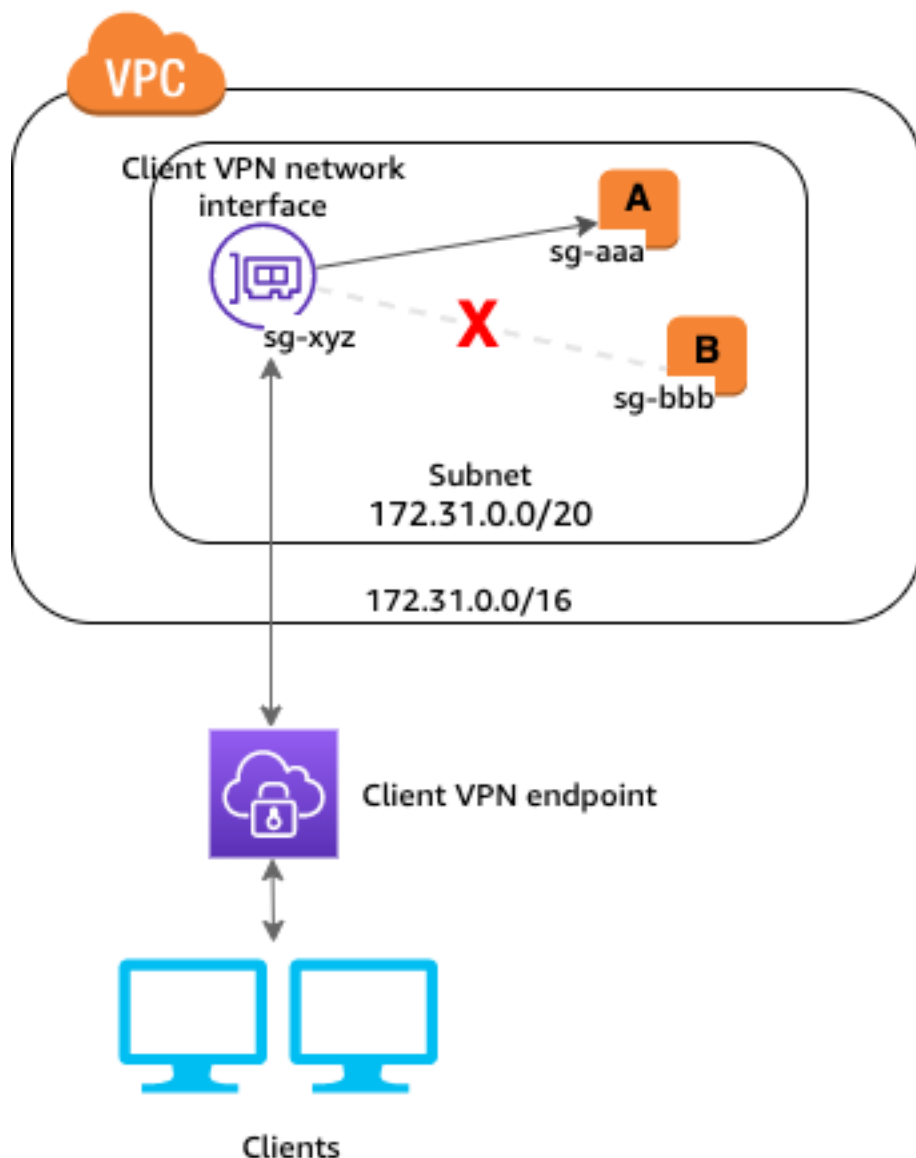 VPC
Client VPN network
interface
A
sg-aaa
sg-xyz
X
B
sg-bbb
Subnet
172.31.0.0/20
172.31.0.0/16
Client VPN endpoint
Clients